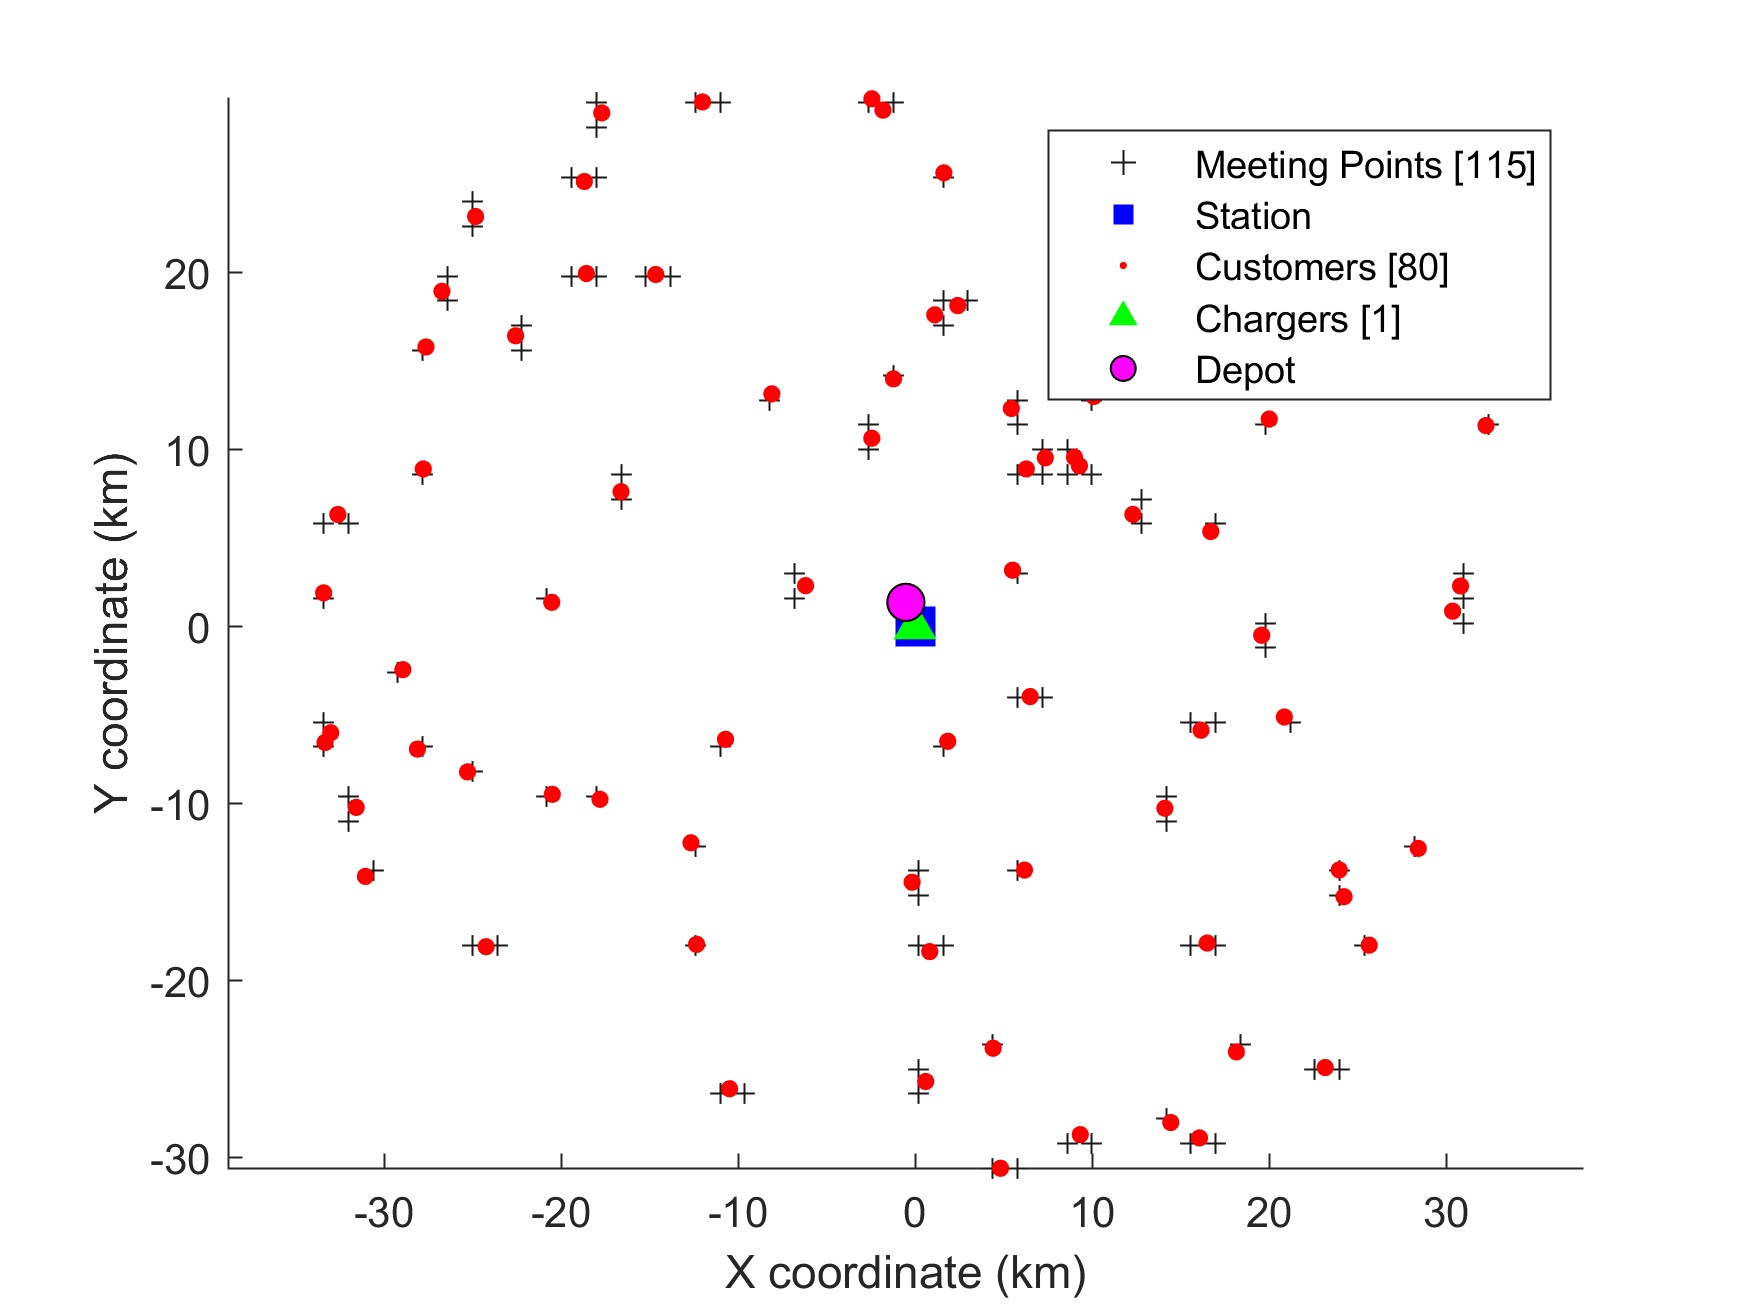 Meeting Points [115]
Station
Customers [80]
Chargers [1]
Depot
20
10
0
-10
-20
-30
Y coordinate (km)
-30 -20 -10 0 10 20 30
X coordinate (km)